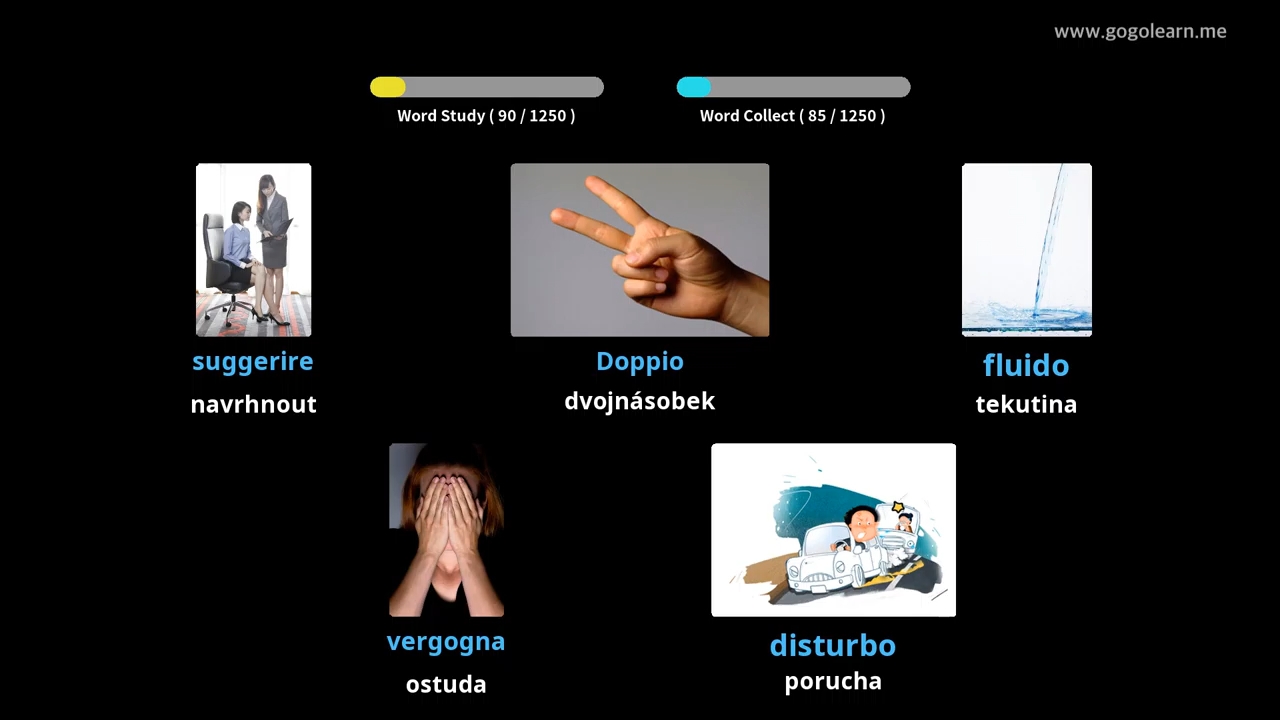 www.gogolearn.me
Word Study ( 90 / 1250 )
Word Collect ( 85 / 1250 )
suggerire
navrhnout
Doppio
dvojnásobek
fluido
tekutina
vergogna
ostuda
disturbo
porucha